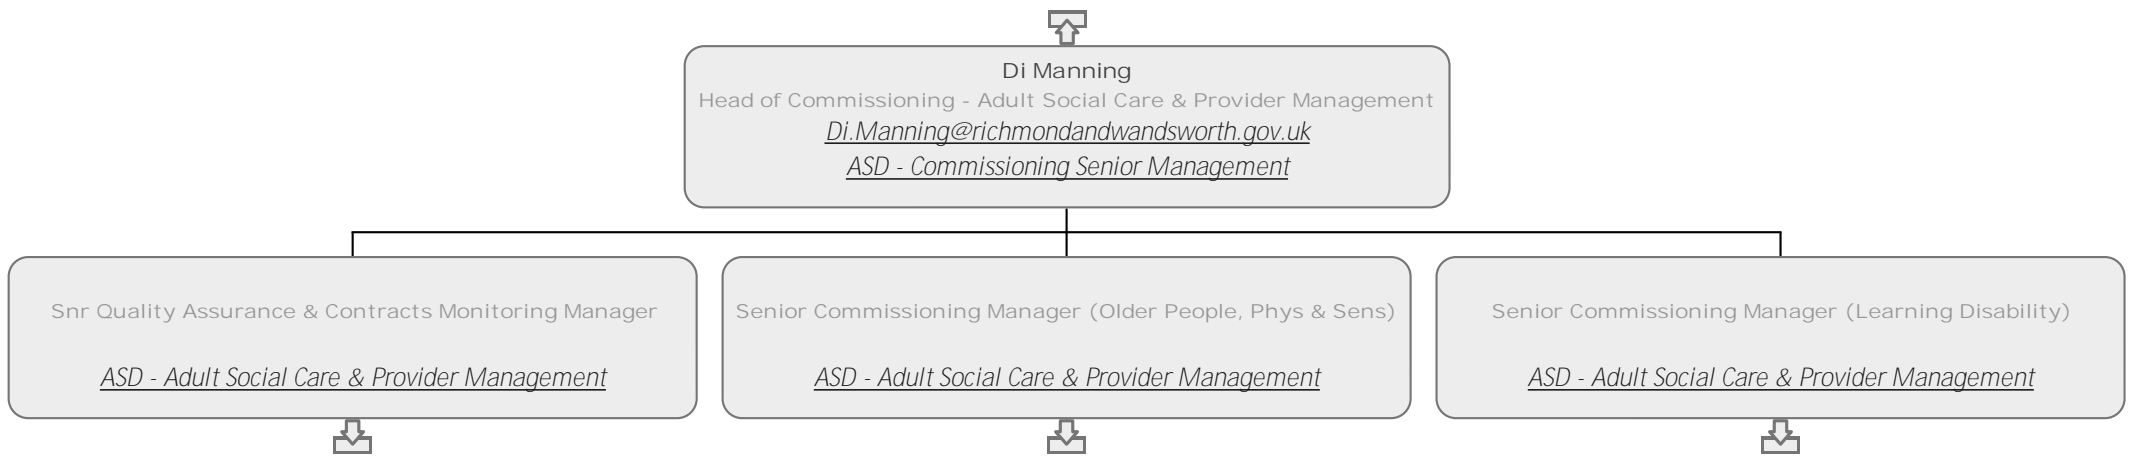 Di Manning
Head of Commissioning - Adult Social Care & Provider Management
Di.Manning@richmondandwandsworth.gov.uk
ASD - Commissioning Senior Management
Snr Quality Assurance & Contracts Monitoring Manager
ASD - Adult Social Care & Provider Management
Senior Commissioning Manager (Older People, Phys & Sens)
ASD - Adult Social Care & Provider Management
Senior Commissioning Manager (Learning Disability)
ASD - Adult Social Care & Provider Management